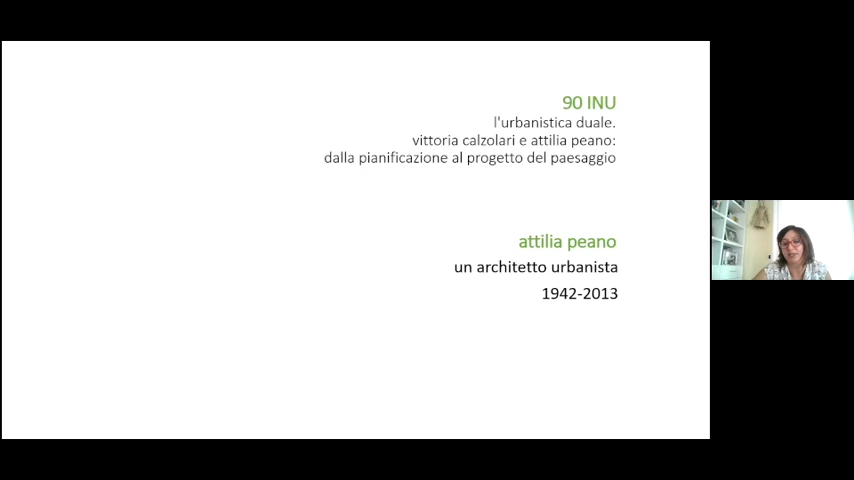 90 INU
l'urbanistica duale.
vittoria calzolari e attilia peano:
dalla pianificazione al progetto del paesaggio
attilia peano
un architetto urbanista
1942-2013